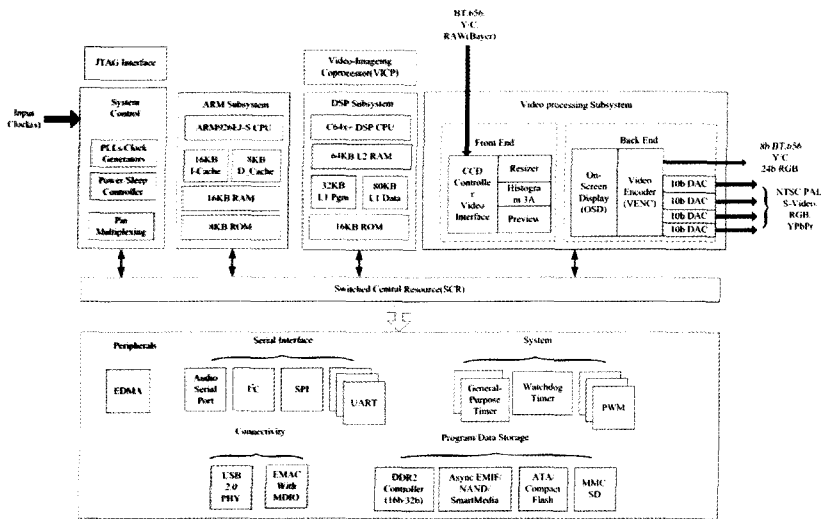 BT.656.
Y/C.
RAW(Bayer)
JTAG Interface
Video-Imageing
Coprocessor(VICP)
Input
Clock(s)
System
Control
PLLs/Clock
Generators
Power/Sleep
Controller
Pin
Multiplexing
ARM Subsystem
ARM926EJ-S CPU
16KB
I-Cache
8KB
D_Cache
16KB RAM
8KB ROM
DSP Subsystem
C64x+ DSP CPU
64KB L2 RAM
32KB
L1 Pgm
80KB
L1 Data
16KB ROM
Video processing Subsystem
Front End
CCD
Controlle
r
Video
Interface
Resizer
Histogra
m 3A
Preview
Back End
On-
Screen
Display
(OSD)
Video
Encoder
(VENC)
10b DAC
10b DAC
10b DAC
10b DAC
8b BT.656
Y/C
24b RGB
NTSC/PAL
S-Video.
RGB.
YPbPr
Switched Central Resource(SCR)
Peripherals
EDMA
Serial Interface
Audio
Serial
Port
I²C
SPI
UART
System
General-
Purpose
Timer
Watchdog
Timer
PWM
Connectivity
USB
2.0
PHY
EMAC
With
MDIO
Program/Data Storage
DDR2
Controller
(16b/32b)
Async EMIF/
NAND/
SmartMedia
ATA/
Compact
Flash
MMC/
SD